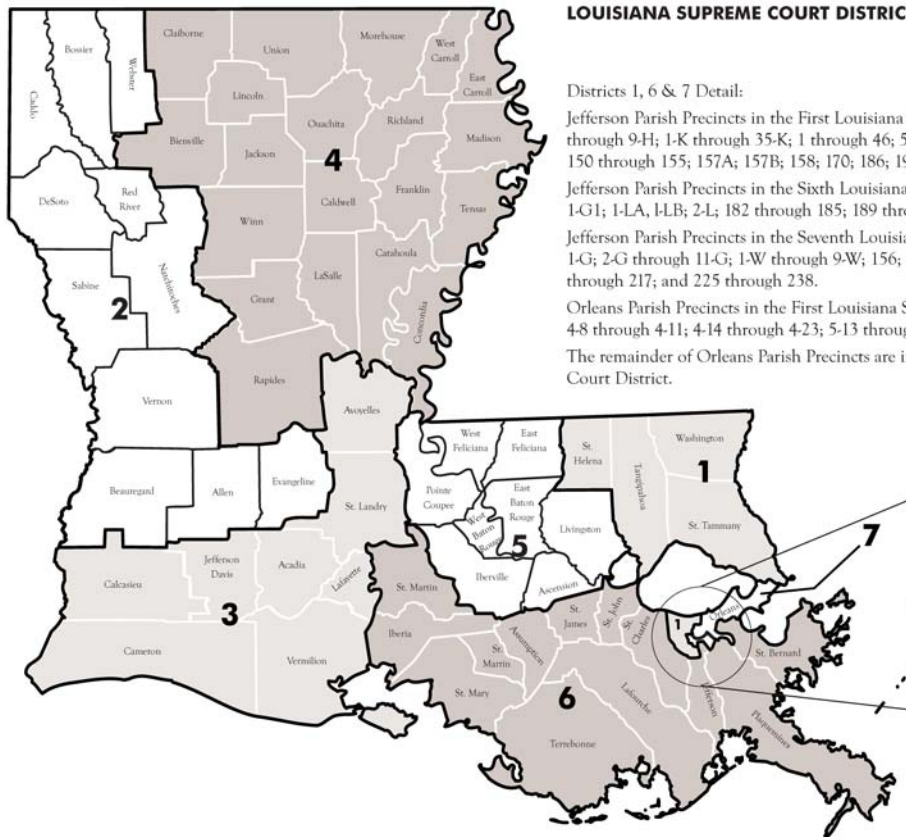 LOUISIANA SUPREME COURT DISTRIC
Districts 1, 6 & 7 Detail:
Jefferson Parish Precincts in the First Louisiana
through 9-H; 1-K through 35-K; 1 through 46; 5
150 through 155; 157A; 157B; 158; 170; 186; 19
Jefferson Parish Precincts in the Sixth Louisiana
1-G1; 1-LA, l-LB; 2-L; 182 through 185; 189 thro
Jefferson Parish Precincts in the Seventh Louisia
1-G; 2-G through 11-G; 1-W through 9-W; 156;
through 217; and 225 through 238.
Orleans Parish Precincts in the First Louisiana S
4-8 through 4-11; 4-14 through 4-23; 5-13 throug
The remainder of Orleans Parish Precincts are i
Court District.
Caddo
Bossier
Webster
Claiborne
Union
Morehouse
West
Carroll
East
Carroll
Lincoln
Ouachita
Richland
Madison
Bienville
Jackson
4
DeSoto
Red
River
Winn
Caldwell
Franklin
Tensas
Sabine
2
Natchitoches
Grant
LaSalle
Catahoula
Concordia
Vernon
Rapides
Avoyelles
Beauregard
Allen
Evangeline
St. Landry
Pointe
Coupee
West
Feliciana
East
Feliciana
St.
Helena
Tangipahoa
Washington
1
St. Tammany
West
Baton
Rouge
East
Baton
Rouge
5
Livingston
Iberville
Ascension
7
Calcasieu
Jefferson
Davis
Acadia
Lafayette
3
Cameron
Vermilion
St. Martin
Iberia
St.
Martin
St. Mary
Assumption
St.
James
St. John
St.
Charles
1
Orleans
St. Bernard
Jefferson
Plaquemines
Lafourche
6
Terrebonne